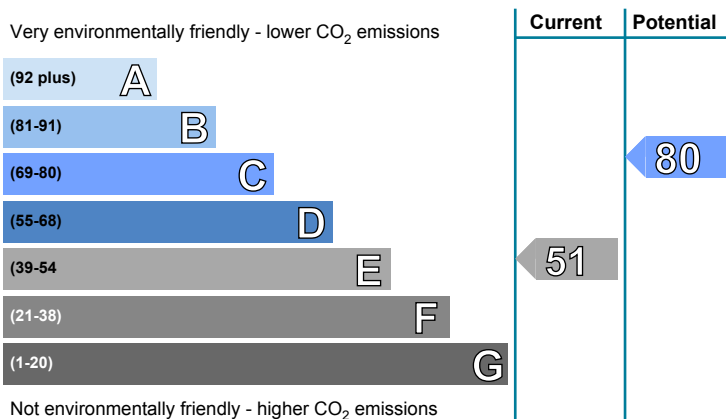 Current Potential
Very environmentally friendly - lower CO2 emissions
(92 plus) A
(81-91) B
80
(69-80) C
(55-68) D
51
(39-54 E
(21-38) F
(1-20) G
Not environmentally friendly - higher CO2 emissions